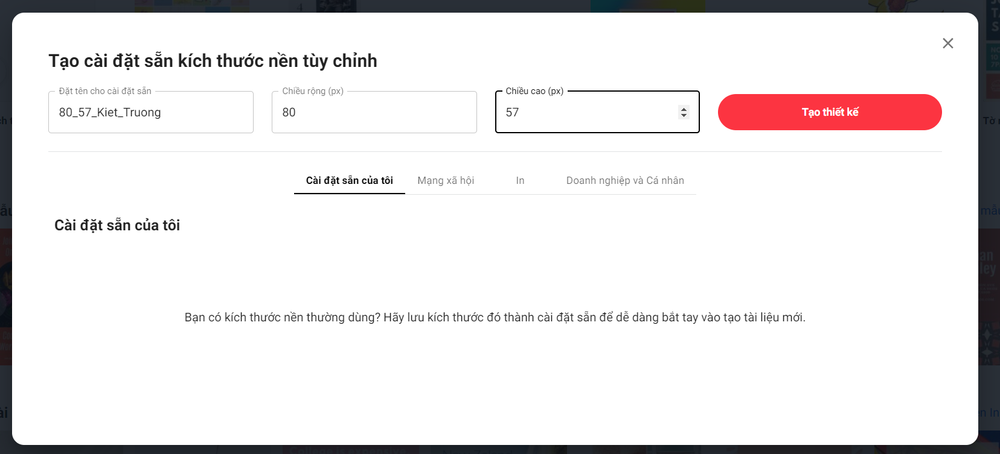 Tạo cài đặt sẵn kích thước nền tùy chỉnh
Đặt tên cho cài đặt sẵn
80_57_Kiet_Truong
Chiều rộng (px)
80
Chiều cao (px)
57
Tạo thiết kế
Cài đặt sẵn của tôi
Mạng xã hội
In
Doanh nghiệp và Cá nhân
Cài đặt sẵn của tôi
Bạn có kích thước nền thường dùng? Hãy lưu kích thước đó thành cài đặt sẵn để dễ dàng bắt tay vào tạo tài liệu mới.